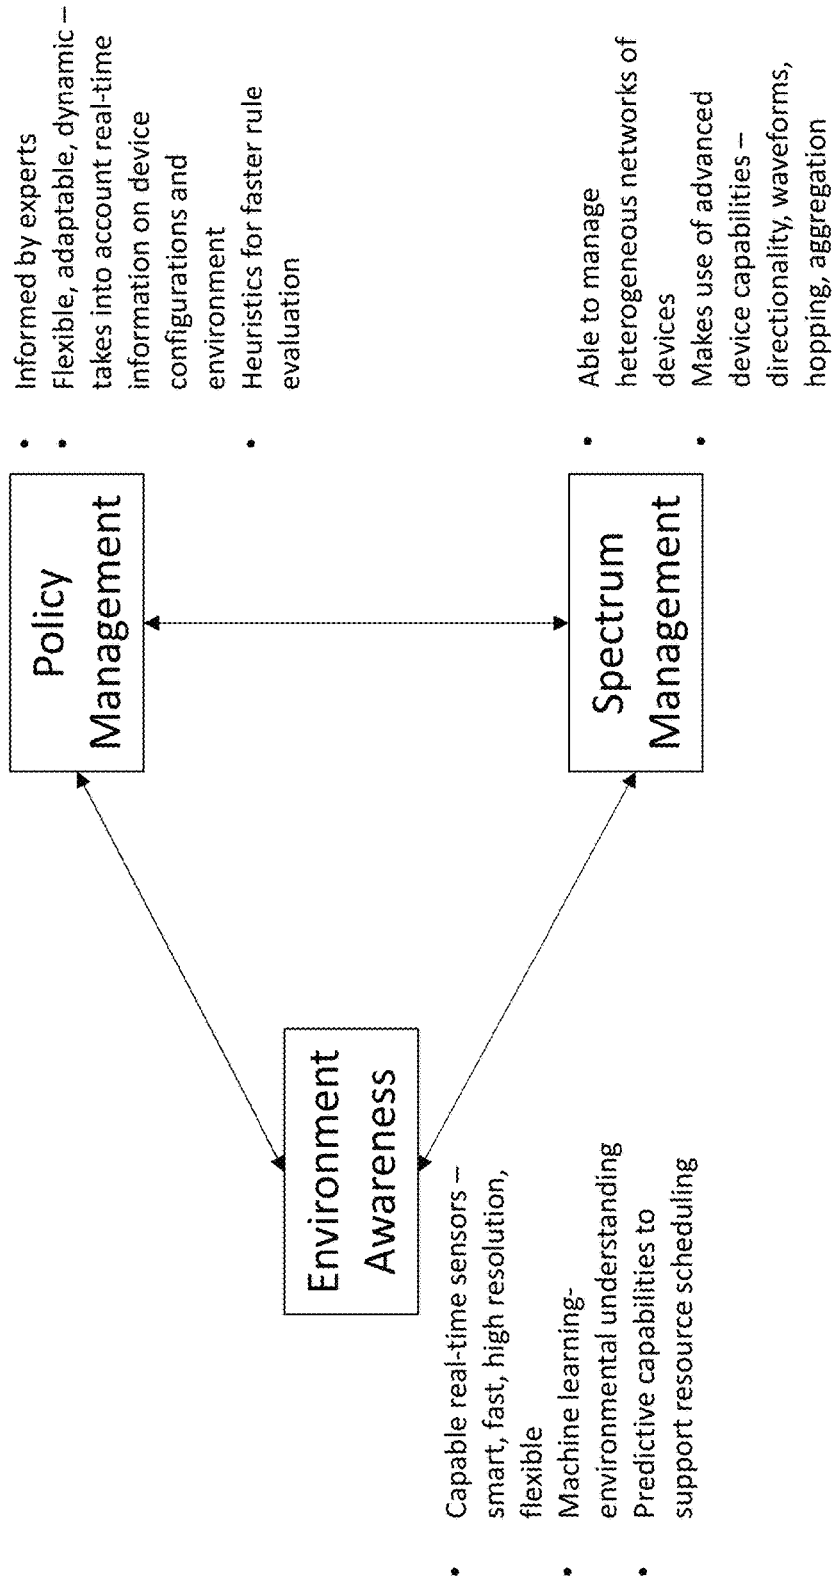 Environment
Awareness
• Capable real-time sensors –
smart, fast, high resolution,
flexible
• Machine learning-
environmental understanding
• Predictive capabilities to
support resource scheduling
Policy
Management
• Informed by experts
• Flexible, adaptable, dynamic –
takes into account real-time
information on device
configurations and
environment
• Heuristics for faster rule
evaluation
Spectrum
Management
• Able to manage
heterogeneous networks of
devices
• Makes use of advanced
device capabilities –
directionality, waveforms,
hopping, aggregation